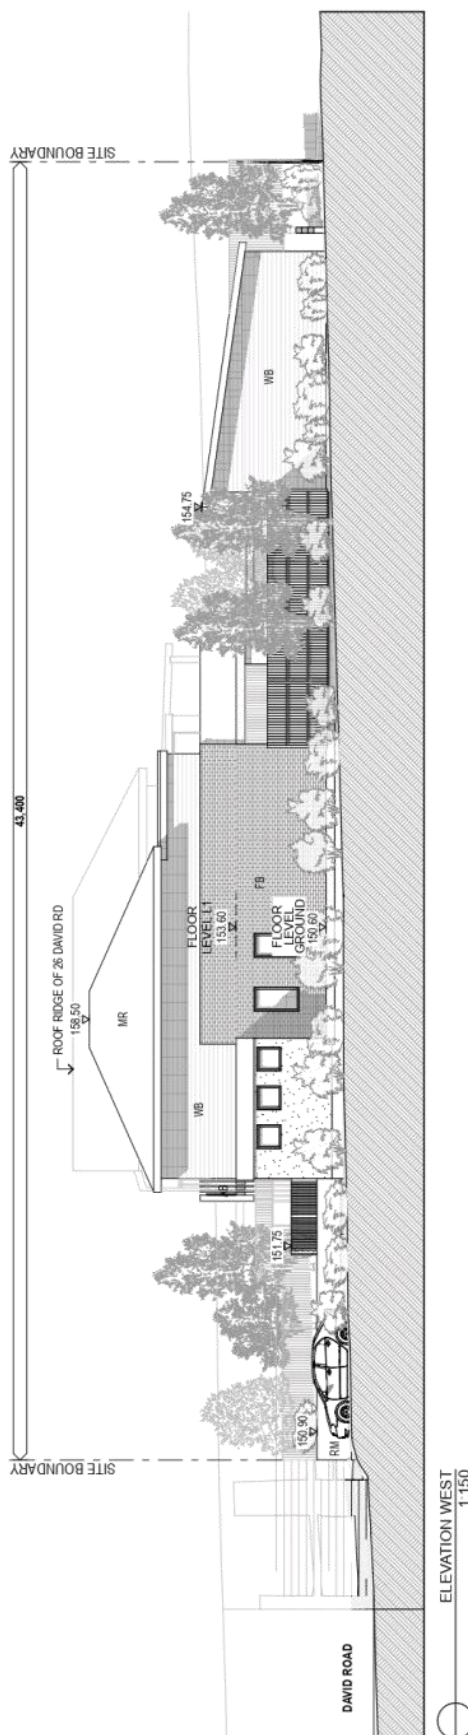 SITE BOUNDARY
SITE BOUNDARY
43,400
ROOF RIDGE OF 26 DAVID RD
158.50
MR
WB
FLOOR
LEVEL L1
153.60
FB
FLOOR
LEVEL
GROUND
150.60
154.75
WB
151.75
150.90
RM
DAVID ROAD
ELEVATION WEST
1:150